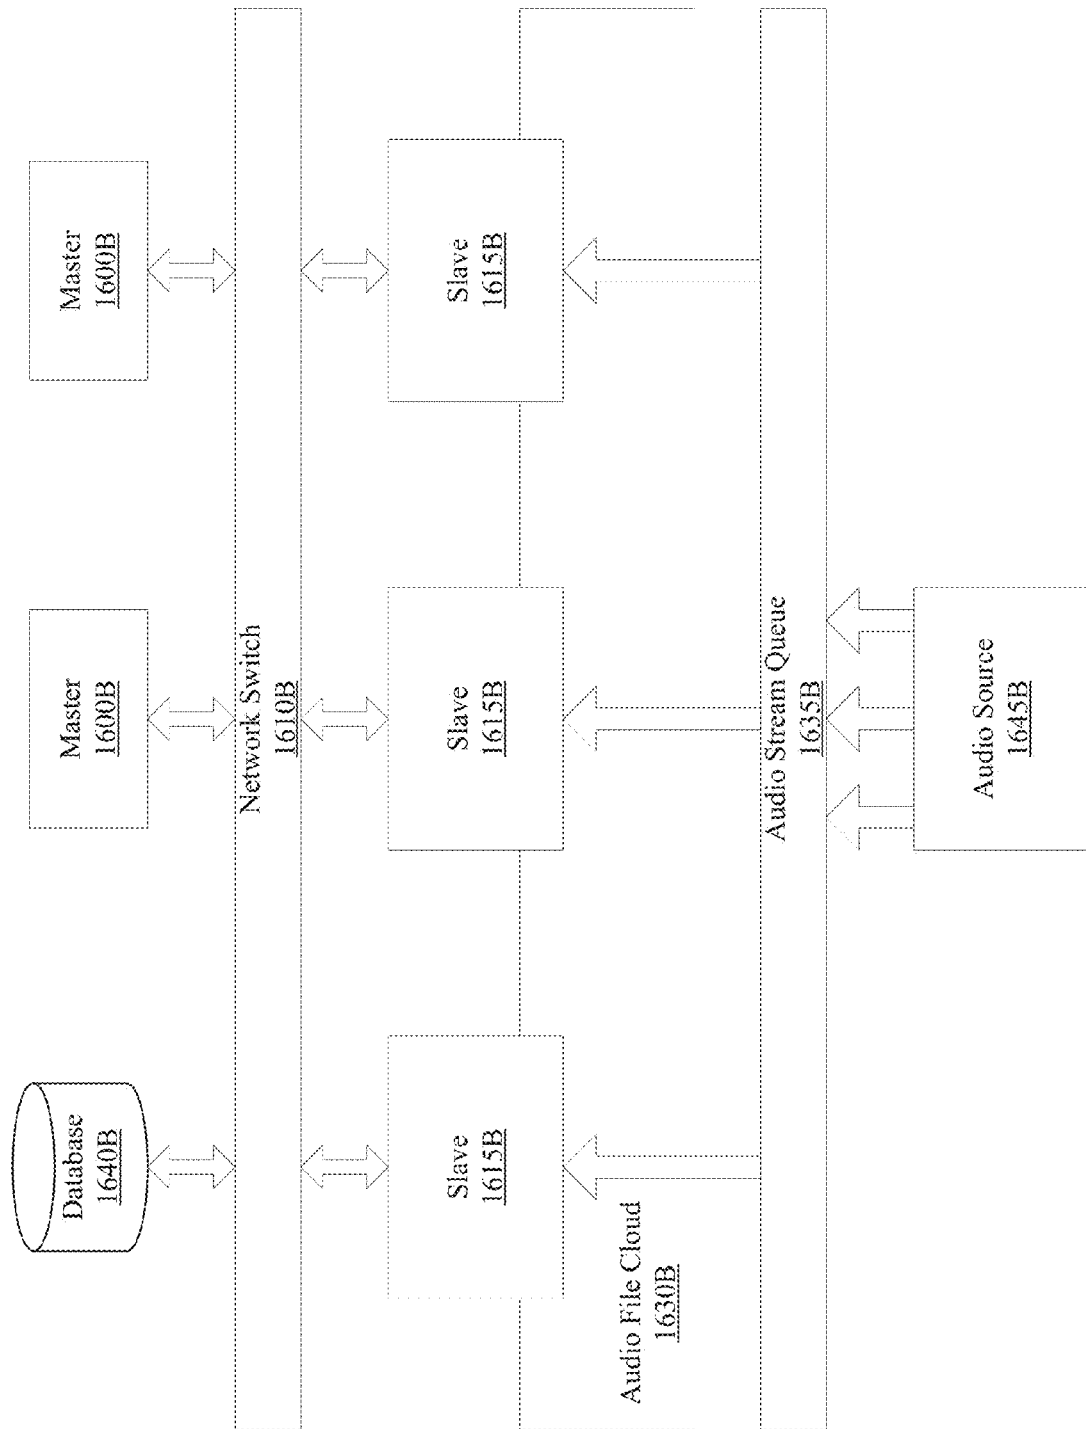 Database
1640B
Master
1600B
Master
1600B
Network Switch
1610B
Slave
1615B
Slave
1615B
Slave
1615B
Audio File Cloud
1630B
Audio Stream Queue
1635B
Audio Source
1645B